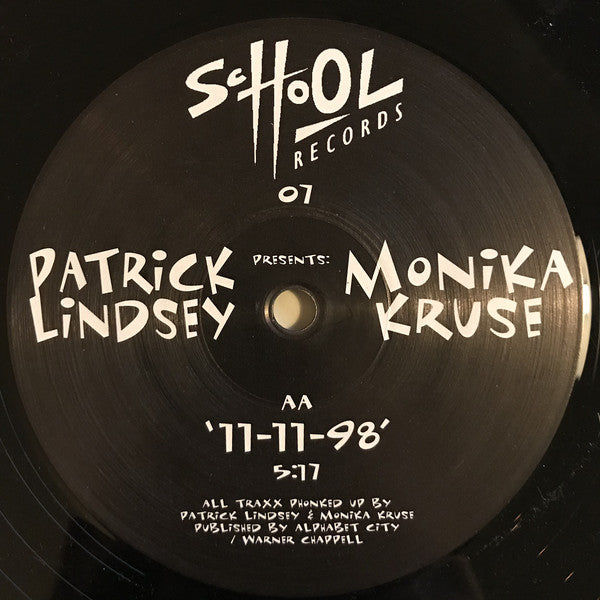 SCHOOL
RECORDS
07
PATRICK
LINDSEY
PRESENTS:
MONIKA
KRUSE
AA
'11-11-98'
5:17
ALL TRAXX PHONKED UP BY
PATRICK LINDSEY & MONIKA KRUSE
PUBLISHED BY ALPHABET CITY
/ WARNER CHAPPELL